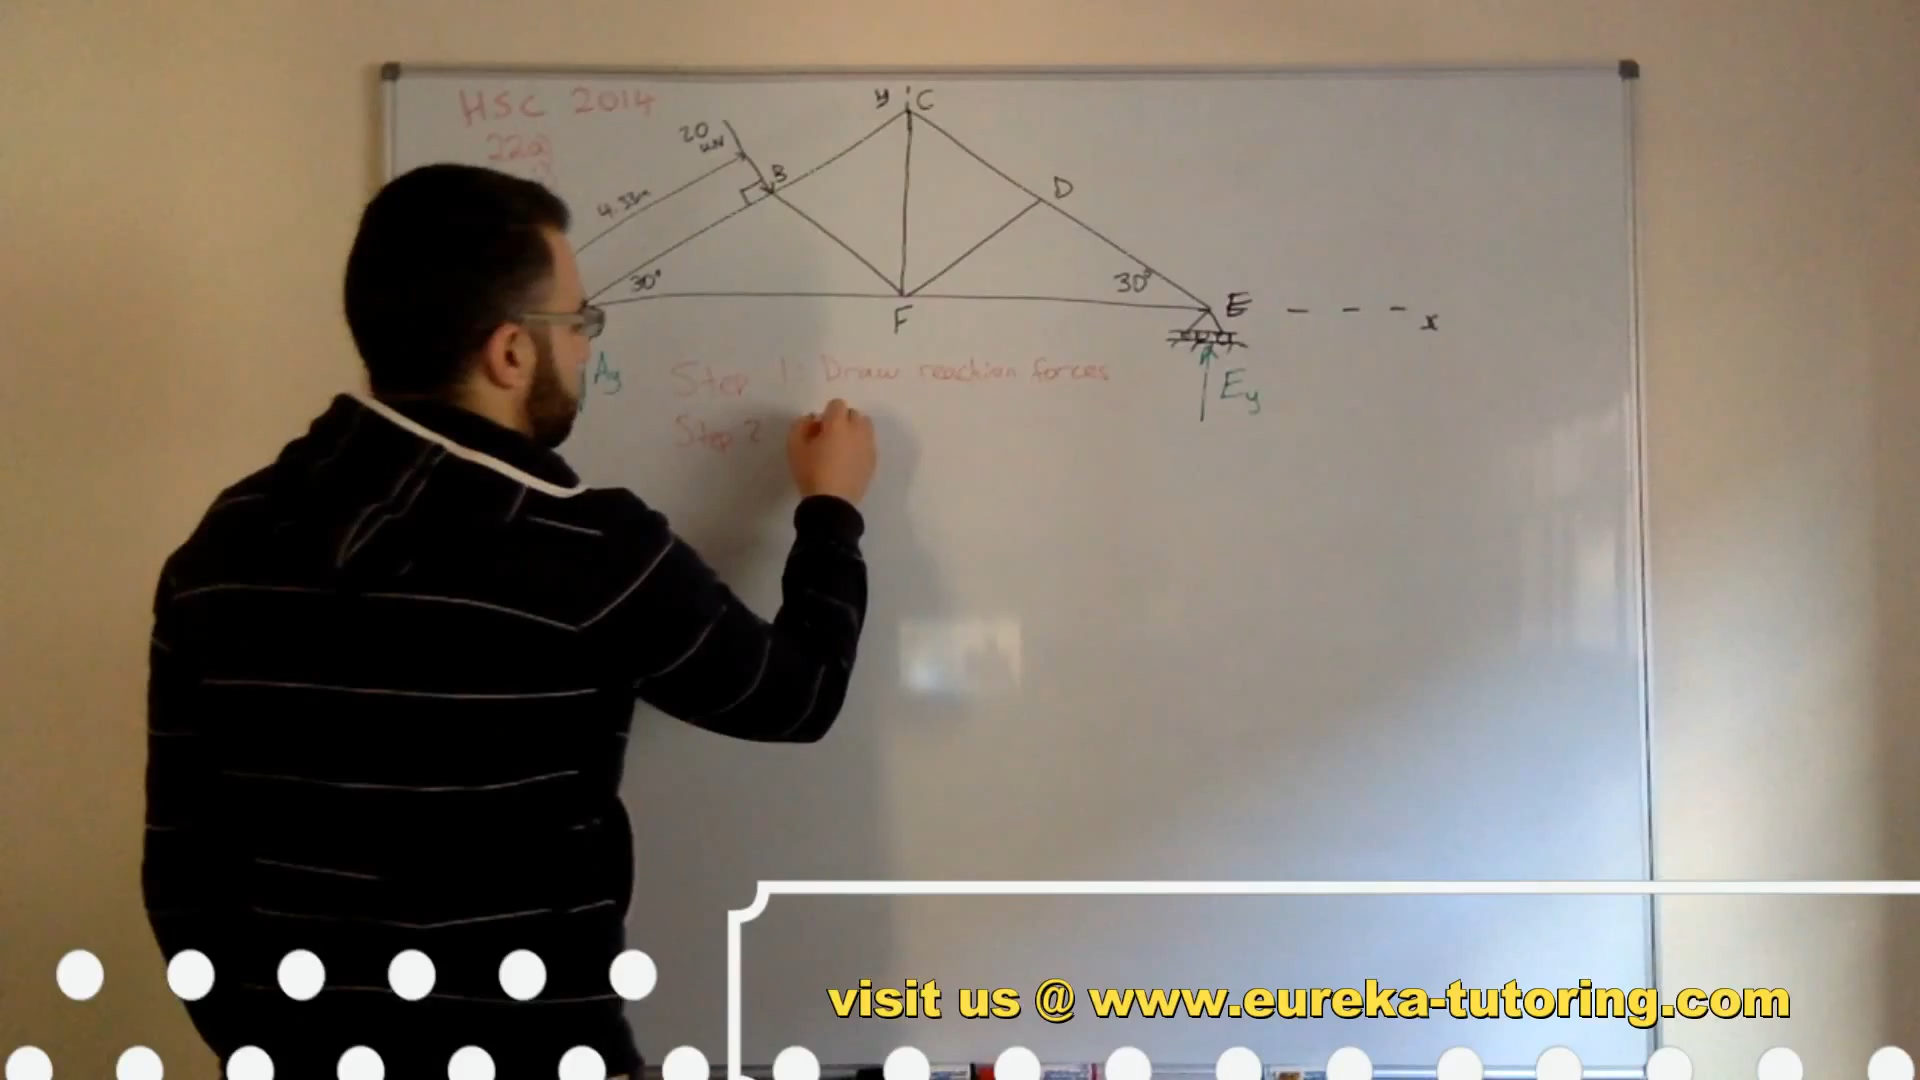 HSC 2014
22a)
y C
20
kN
B
4.33m
D
30°
30°
E
x
F
Ay
Step 1: Draw reaction forces
Ey
Step 2
visit us @ www.eureka-tutoring.com